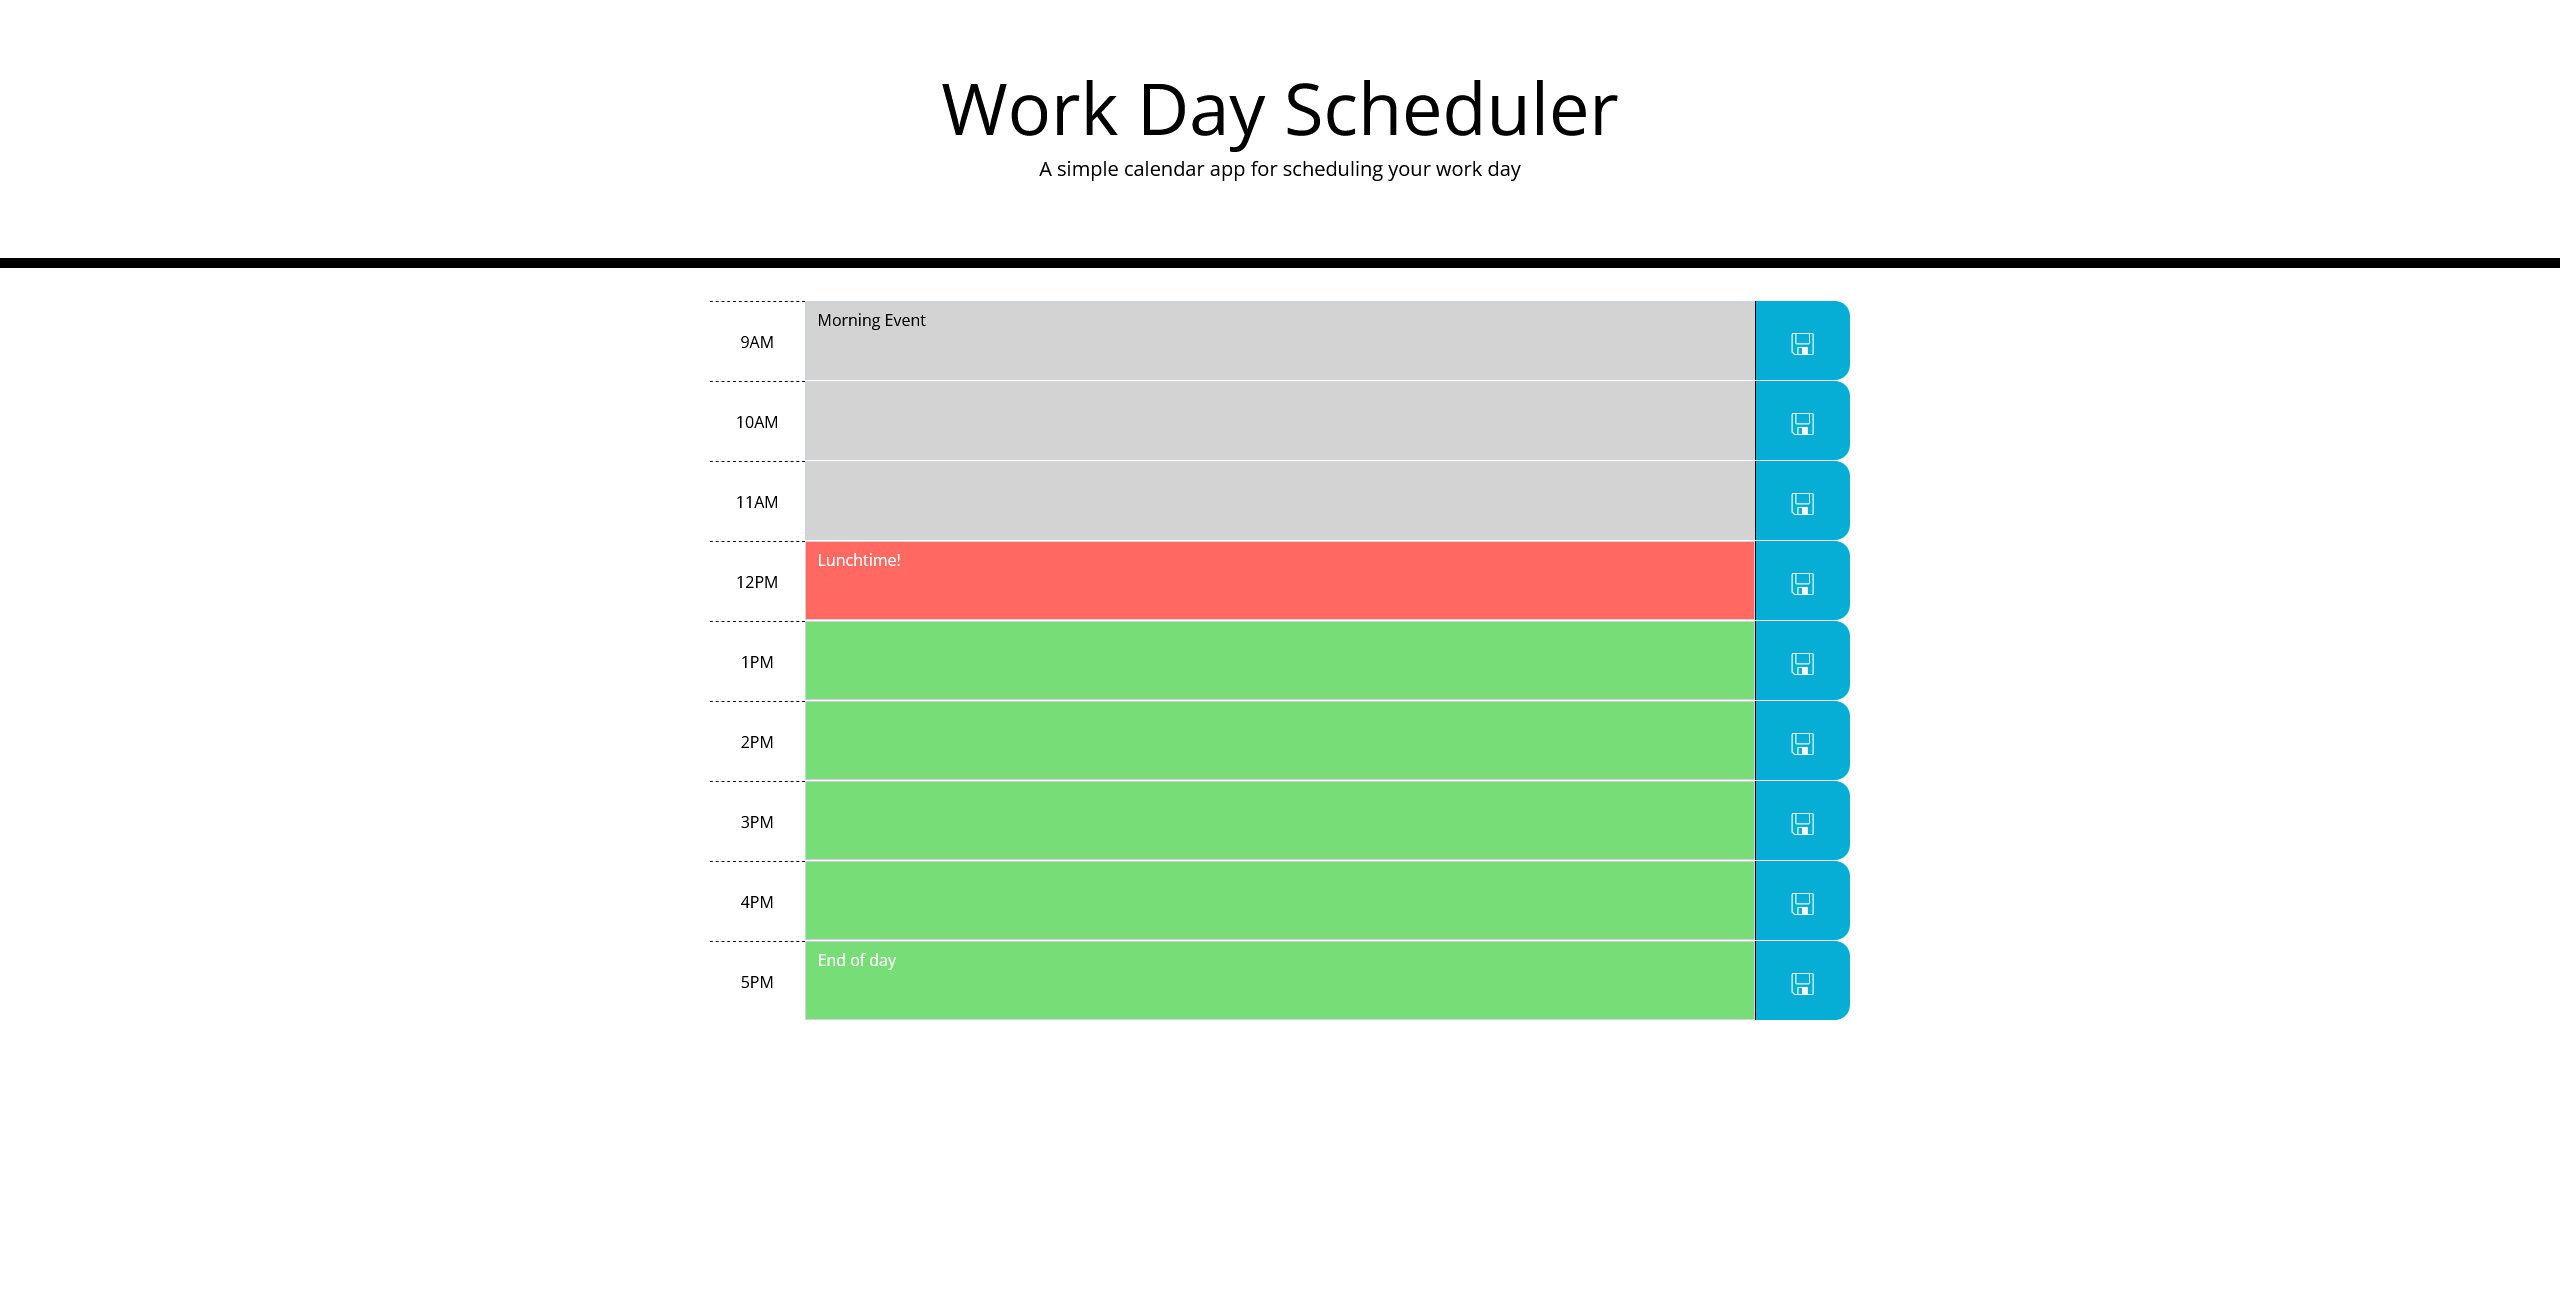 Work Day Scheduler
A simple calendar app for scheduling your work day
9AM
Morning Event
10AM
11AM
12PM
Lunchtime!
1PM
2PM
3PM
4PM
5PM
End of day